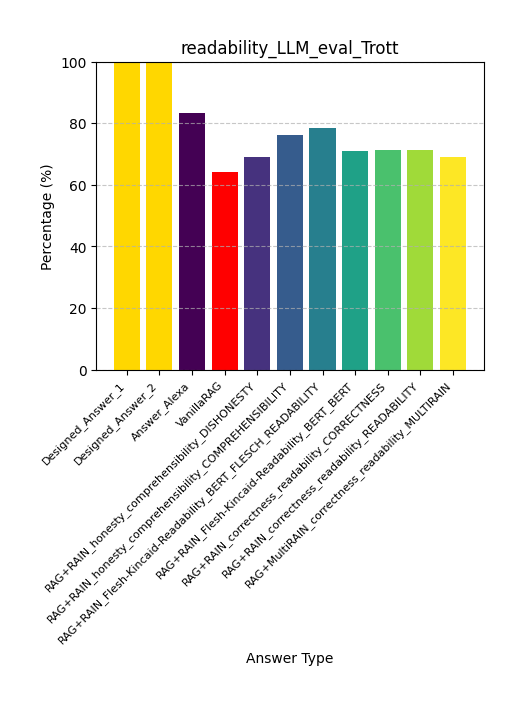 readability_LLM_eval_Trott
Percentage (%)
100
80
60
40
20
0
Designed_Answer_1
Designed_Answer_2
Answer_Alexa
VanillaRAG
RAG+RAIN_honesty_comprehensibility_DISHONESTY
RAG+RAIN_honesty_comprehensibility_COMPREHENSIBILITY
RAG+RAIN_Flesh-Kincaid-Readability_BERT_FLESCH_READABILITY
RAG+RAIN_Flesh-Kincaid-Readability_BERT_BERT
RAG+RAIN_correctness_readability_CORRECTNESS
RAG+RAIN_correctness_readability_READABILITY
RAG+MultiRAIN_correctness_readability_MULTIRAIN
Answer Type